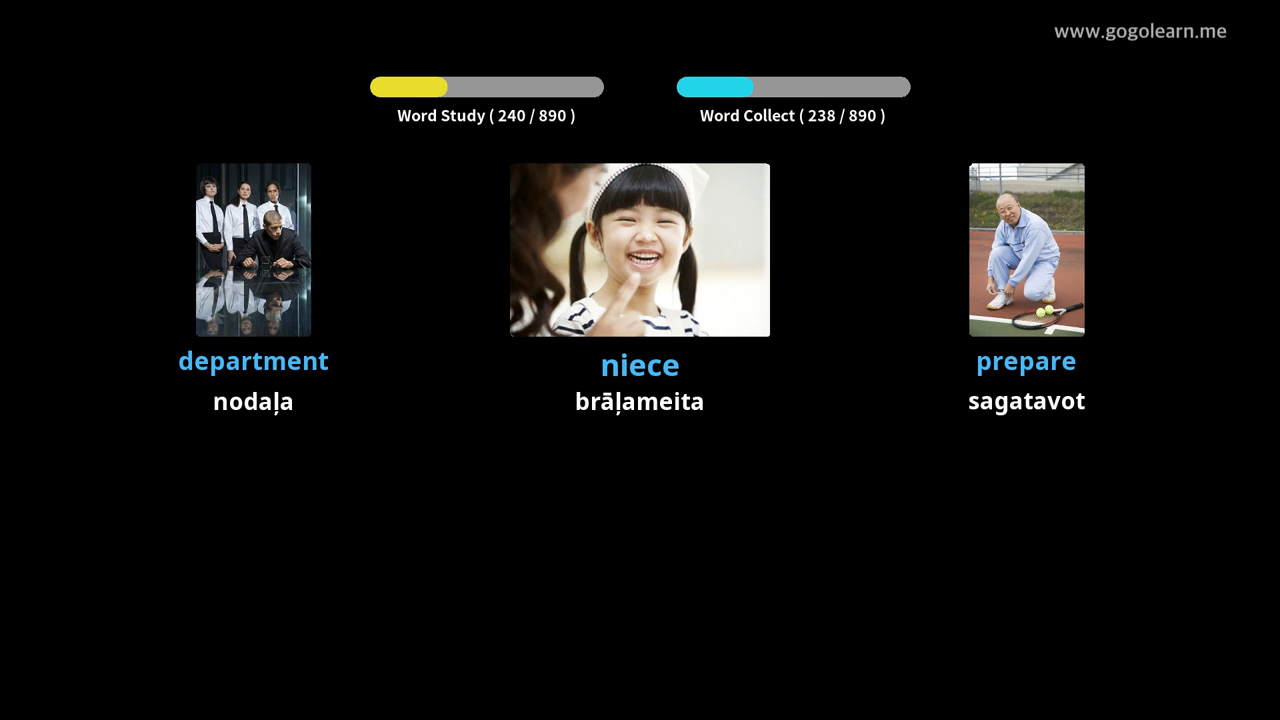 www.gogolearn.me
Word Study ( 240 / 890 )
Word Collect ( 238 / 890 )
department
niece
prepare
nodaļa
brāļameita
sagatavot